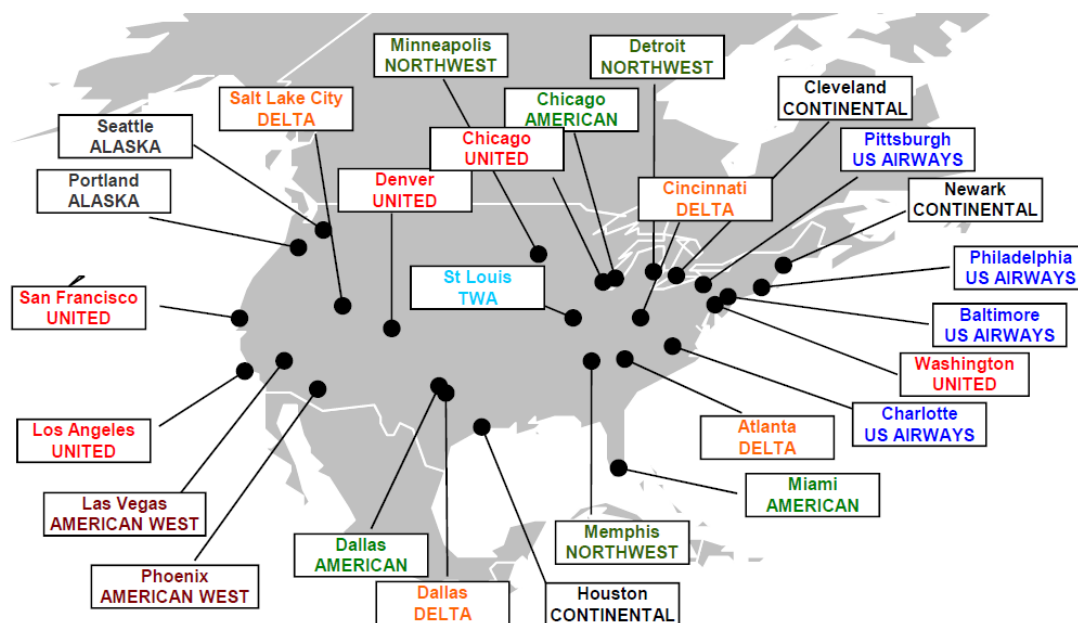 Minneapolis
NORTHWEST
Detroit
NORTHWEST
Cleveland
CONTINENTAL
Salt Lake City
DELTA
Chicago
AMERICAN
Seattle
ALASKA
Chicago
UNITED
Pittsburgh
US AIRWAYS
Portland
ALASKA
Denver
UNITED
Cincinnati
DELTA
Newark
CONTINENTAL
St Louis
TWA
Philadelphia
US AIRWAYS
San Francisco
UNITED
Baltimore
US AIRWAYS
Washington
UNITED
Los Angeles
UNITED
Atlanta
DELTA
Charlotte
US AIRWAYS
Las Vegas
AMERICAN WEST
Miami
AMERICAN
Dallas
AMERICAN
Memphis
NORTHWEST
Phoenix
AMERICAN WEST
Dallas
DELTA
Houston
CONTINENTAL